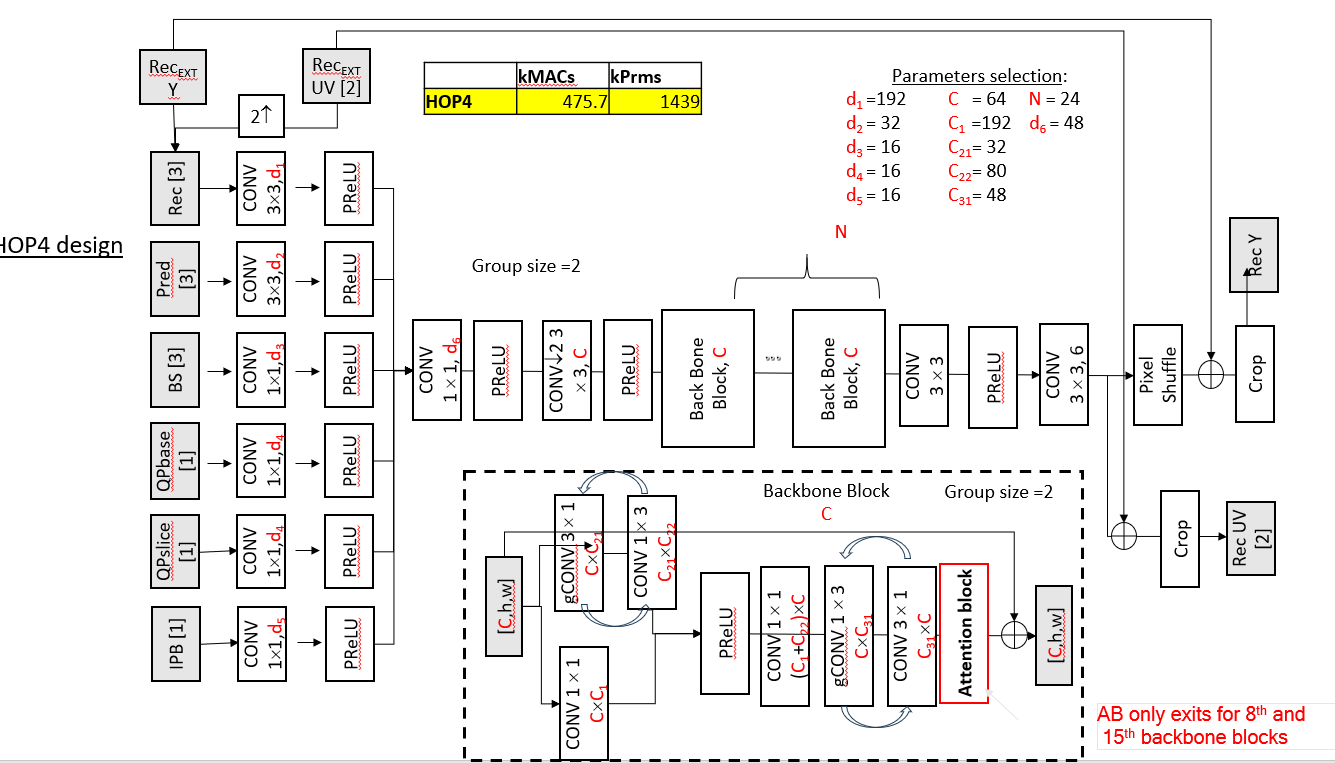 Rec_EXT
Y
Rec_EXT
UV [2]
2↑
kMACs kPrms
HOP4 475.7 1439
Parameters selection:
d1 =192 C = 64 N = 24
d2 = 32 C1 =192 d6 = 48
d3 = 16 C21= 32
d4 = 16 C22= 80
d5 = 16 C31= 48
N
HOP4 design
Group size =2
Rec [3]
CONV
3×3,d1
PReLU
Pred
[3]
CONV
3×3,d2
PReLU
BS [3]
CONV
1×1,d3
PReLU
QPbase
[1]
CONV
1×1,d4
PReLU
QPslice
[1]
CONV
1×1,d4
PReLU
IPB [1]
CONV
1×1,d5
PReLU
CONV
1 × 1, d6
PReLU
CONV↓2 3
× 3, C
PReLU
Back Bone
Block, C
...
Back Bone
Block, C
CONV
3 × 3
PReLU
CONV
3 × 3, 6
Pixel
Shuffle
Crop
Rec Y
Crop
Rec UV
[2]
Backbone Block
C
Group size =2
[C,h,w]
gCONV 3 × 1
C×C21
CONV 1 × 3
C21×C22
CONV 1 × 1
C×C1
PReLU
CONV 1 × 1
(C1+C22)×C
gCONV 1 × 3
C×C31
CONV 3 × 1
C31×C
Attention block
[C,h,w]
AB only exits for 8th and
15th backbone blocks